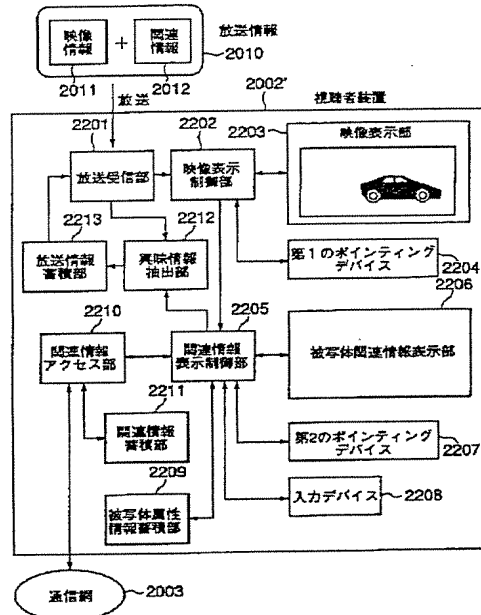 放送情報
映像
情報
+
関連
情報
2010
2011
2012
放送
2002'
視聴者装置
2201
放送受信部
2202
映像表示
制御部
2203
映像表示部
2213
放送情報
蓄積部
2212
興味情報
抽出部
第1のポインティング
デバイス
2204
2210
関連情報
アクセス部
2205
関連情報
表示制御部
2206
被写体関連情報表示部
2211
関連情報
蓄積部
第2のポインティング
デバイス
2207
2209
被写体属性
情報蓄積部
入力デバイス
2208
通信網
2003